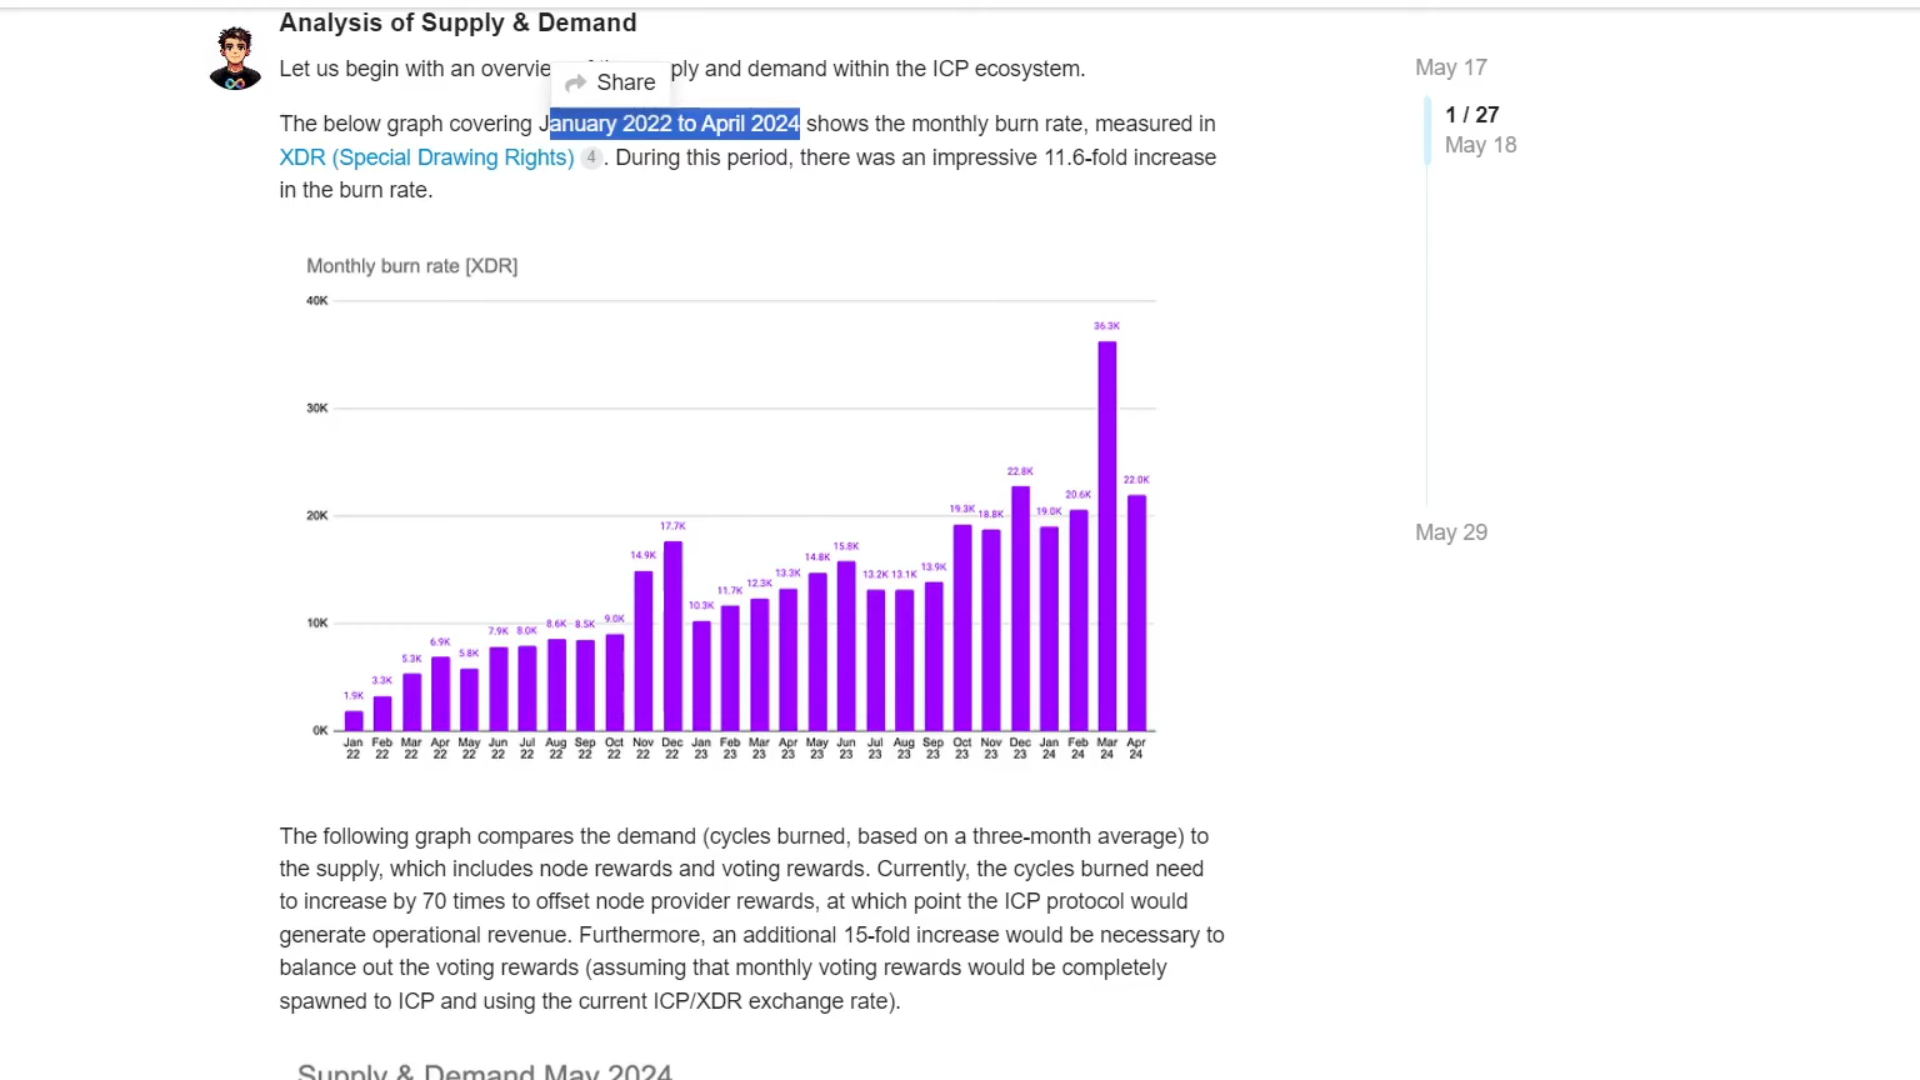 Analysis of Supply & Demand
Let us begin with an overvie ply and demand within the ICP ecosystem.
Share
The below graph covering January 2022 to April 2024 shows the monthly burn rate, measured in
XDR (Special Drawing Rights) 4 . During this period, there was an impressive 11.6-fold increase
in the burn rate.
May 17
1 / 27
May 18
May 29
Monthly burn rate [XDR]
40K
30K
20K
10K
0K
1.9K 3.3K 5.3K 6.9K 5.8K 7.9K 8.0K 8.6K 8.5K 9.0K 14.9K 17.7K 10.3K 11.7K 12.3K 13.3K 14.8K 15.8K 13.2K 13.1K 13.9K 19.3K 18.8K 22.8K 19.0K 20.6K 36.3K 22.0K
Jan Feb Mar Apr May Jun Jul Aug Sep Oct Nov Dec Jan Feb Mar Apr May Jun Jul Aug Sep Oct Nov Dec Jan Feb Mar Apr
22 22 22 22 22 22 22 22 22 22 22 22 23 23 23 23 23 23 23 23 23 23 23 23 24 24 24 24
The following graph compares the demand (cycles burned, based on a three-month average) to
the supply, which includes node rewards and voting rewards. Currently, the cycles burned need
to increase by 70 times to offset node provider rewards, at which point the ICP protocol would
generate operational revenue. Furthermore, an additional 15-fold increase would be necessary to
balance out the voting rewards (assuming that monthly voting rewards would be completely
spawned to ICP and using the current ICP/XDR exchange rate).
Supply & Demand May 2024